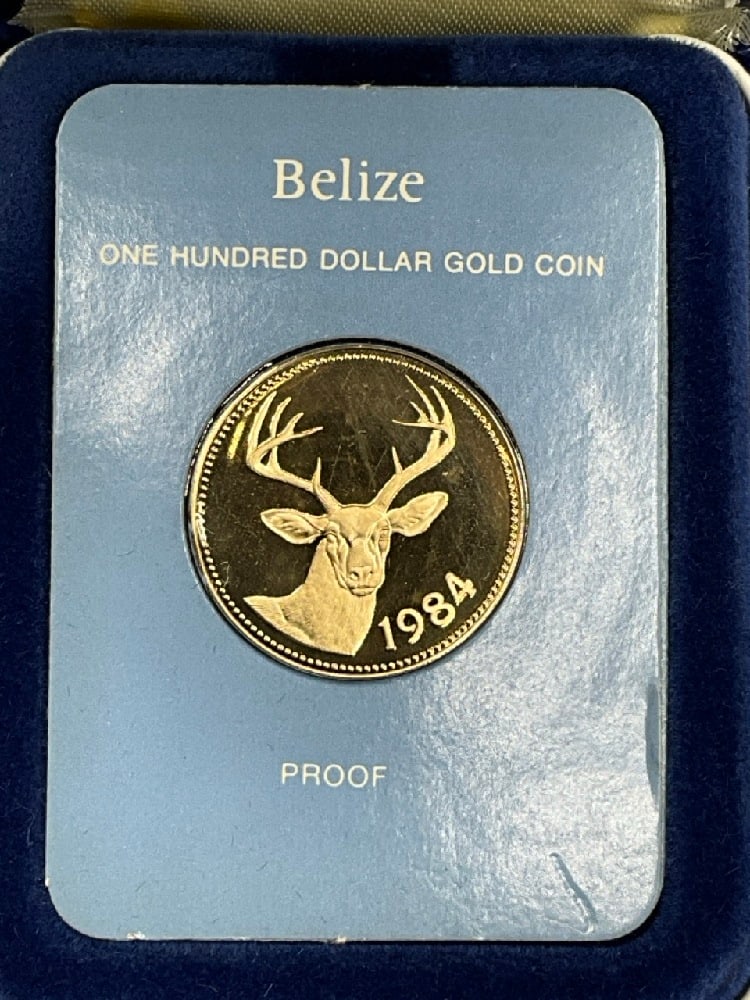 Belize
ONE HUNDRED DOLLAR GOLD COIN
1984
PROOF